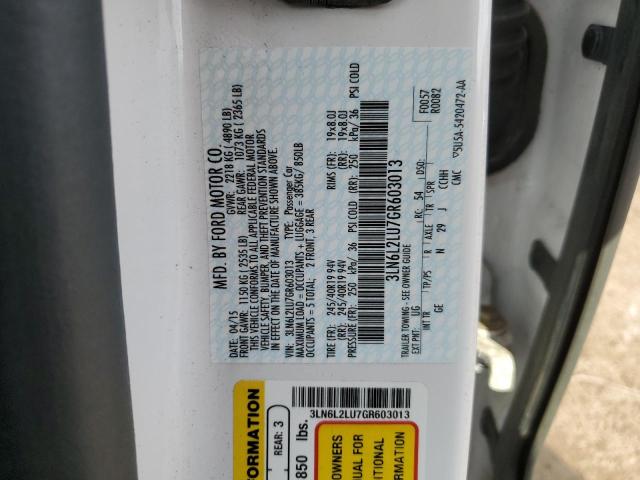 MFD. BY FORD MOTOR CO.
DATE: 04/15 GVWR: 2218 KG ( 4890 LB)
FRONT GAWR: 1150 KG ( 2535 LB) REAR GAWR: 1073 KG ( 2365 LB)
THIS VEHICLE CONFORMS TO ALL APPLICABLE FEDERAL MOTOR
VEHICLE SAFETY, BUMPER, AND THEFT PREVENTION STANDARDS
IN EFFECT ON THE DATE OF MANUFACTURE SHOWN ABOVE.
VIN: 3LN6L2LU7GR603013 TYPE: Passenger Car
MAXIMUM LOAD = OCCUPANTS + LUGGAGE = 385KG/ 850LB
OCCUPANTS = 5 TOTAL: 2 FRONT, 3 REAR
TIRE (FR): 245/40R19 94V RIMS (FR): 19x8.0J
(RR): 245/40R19 94V (RR): 19x8.0J
PRESSURE (FR): 250 kPa/ 36 PSI COLD (RR): 250 kPa/ 36 PSI COLD
3LN6L2LU7GR603013
F0057
R0082
TRAILER TOWING - SEE OWNER GUIDE
EXT PNT: UG RC: 54 DSO:
INT TR TP/PS R AXLE TR SPR
GE N 29 J CCHH
CMC
▽5U5A-5420472-AA
3LN6L2LU7GR603013
FORMATION
REAR: 3
850 lbs.
OWNERS
UAL FOR
DITIONAL
ORMATION